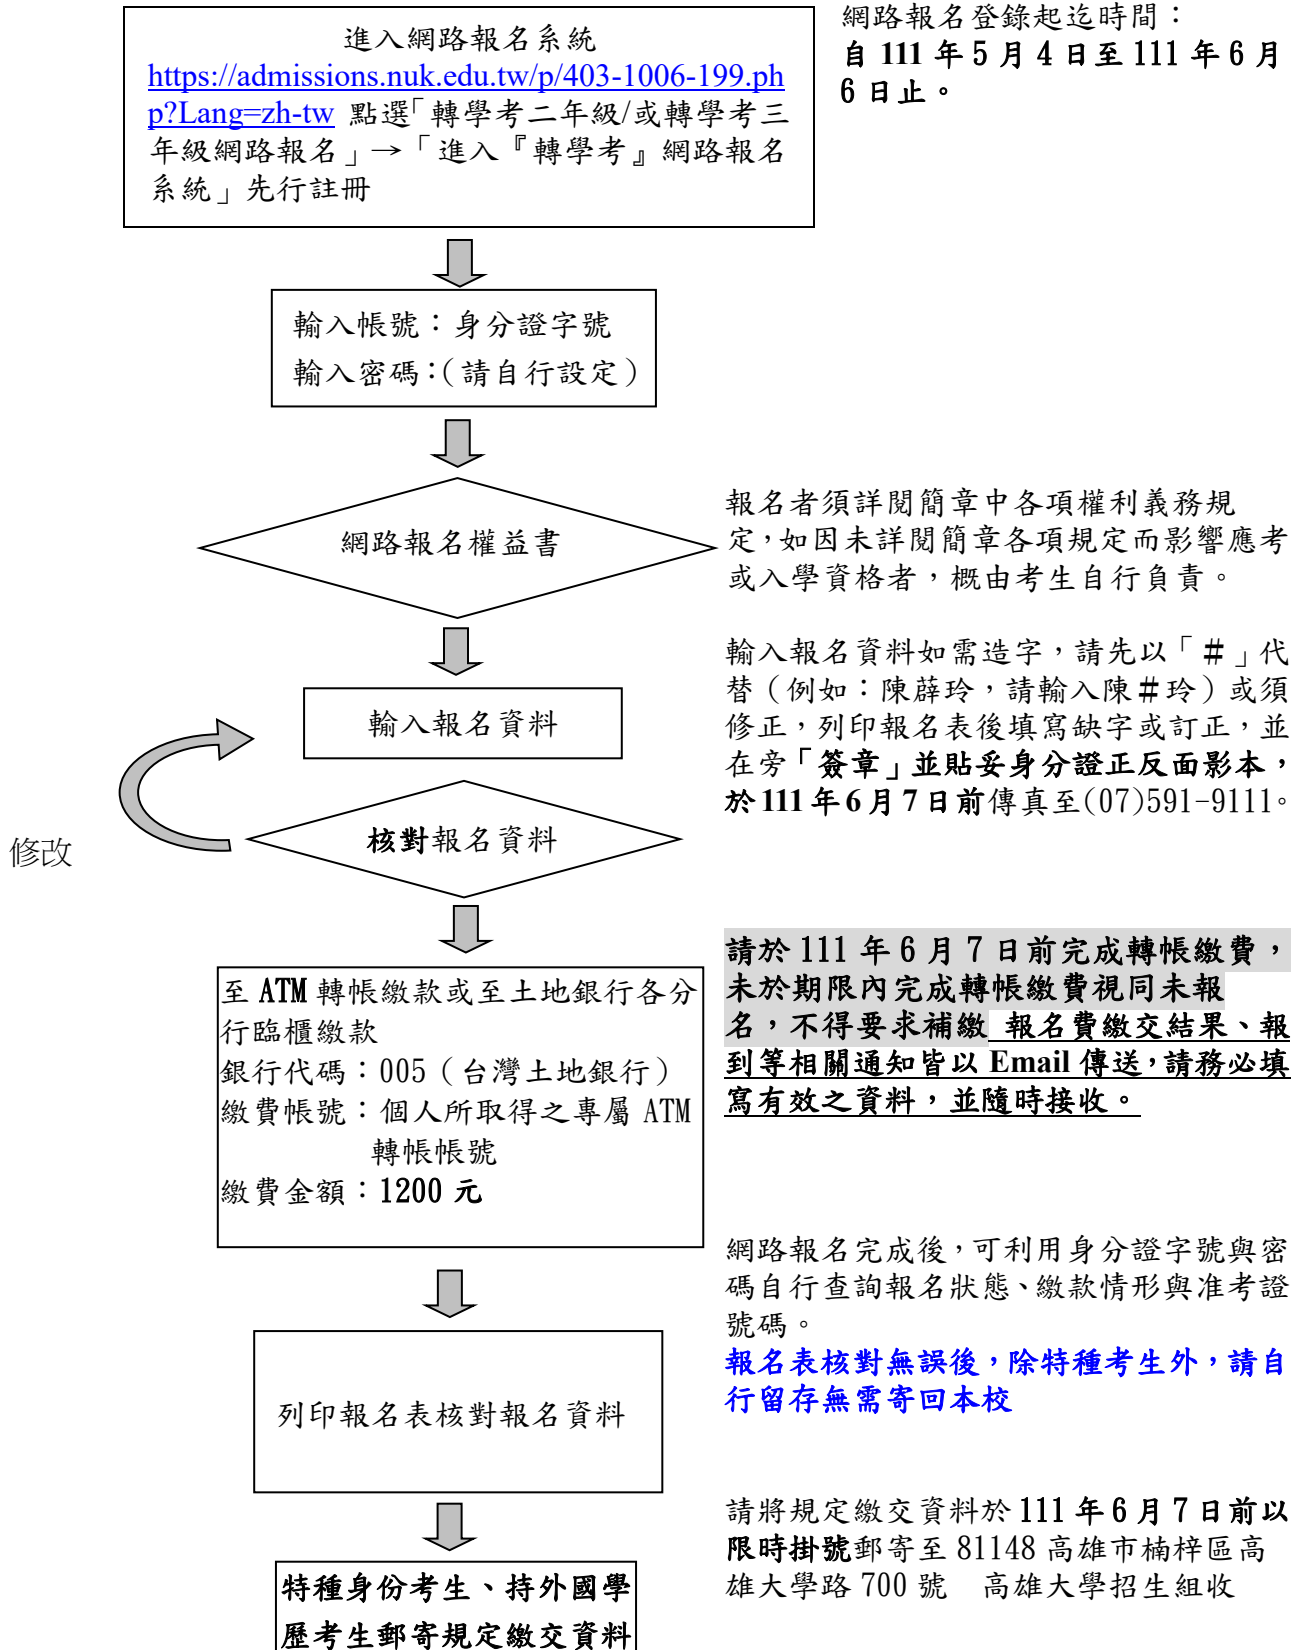 進入網路報名系統
https://admissions.nuk.edu.tw/p/403-1006-199.ph
p?Lang=zh-tw 點選「轉學考二年級/或轉學考三
年級網路報名」→「進入『轉學考』網路報名
系統」先行註冊
網路報名登錄起迄時間：
自 111 年 5 月 4 日至 111 年 6 月
6 日止。
輸入帳號：身分證字號
輸入密碼：（請自行設定）
網路報名權益書
報名者須詳閱簡章中各項權利義務規
定，如因未詳閱簡章各項規定而影響應考
或入學資格者，概由考生自行負責。
輸入報名資料
輸入報名資料如需造字，請先以「＃」代
替（例如：陳薜玲，請輸入陳＃玲）或須
修正，列印報名表後填寫缺字或訂正，並
在旁「簽章」並貼妥身分證正反面影本，
於 111 年 6 月 7 日前傳真至(07)591-9111。
修改
核對報名資料
至 ATM 轉帳繳款或至土地銀行各分
行臨櫃繳款
銀行代碼：005（台灣土地銀行）
繳費帳號：個人所取得之專屬 ATM
轉帳帳號
繳費金額：1200 元
請於 111 年 6 月 7 日前完成轉帳繳費，
未於期限內完成轉帳繳費視同未報
名，不得要求補繳 報名費繳交結果、報
到等相關通知皆以 Email 傳送，請務必填
寫有效之資料，並隨時接收。
列印報名表核對報名資料
網路報名完成後，可利用身分證字號與密
碼自行查詢報名狀態、繳款情形與准考證
號碼。
報名表核對無誤後，除特種考生外，請自
行留存無需寄回本校
特種身份考生、持外國學
歷考生郵寄規定繳交資料
請將規定繳交資料於 111 年 6 月 7 日前以
限時掛號郵寄至 81148 高雄市楠梓區高
雄大學路 700 號　高雄大學招生組收